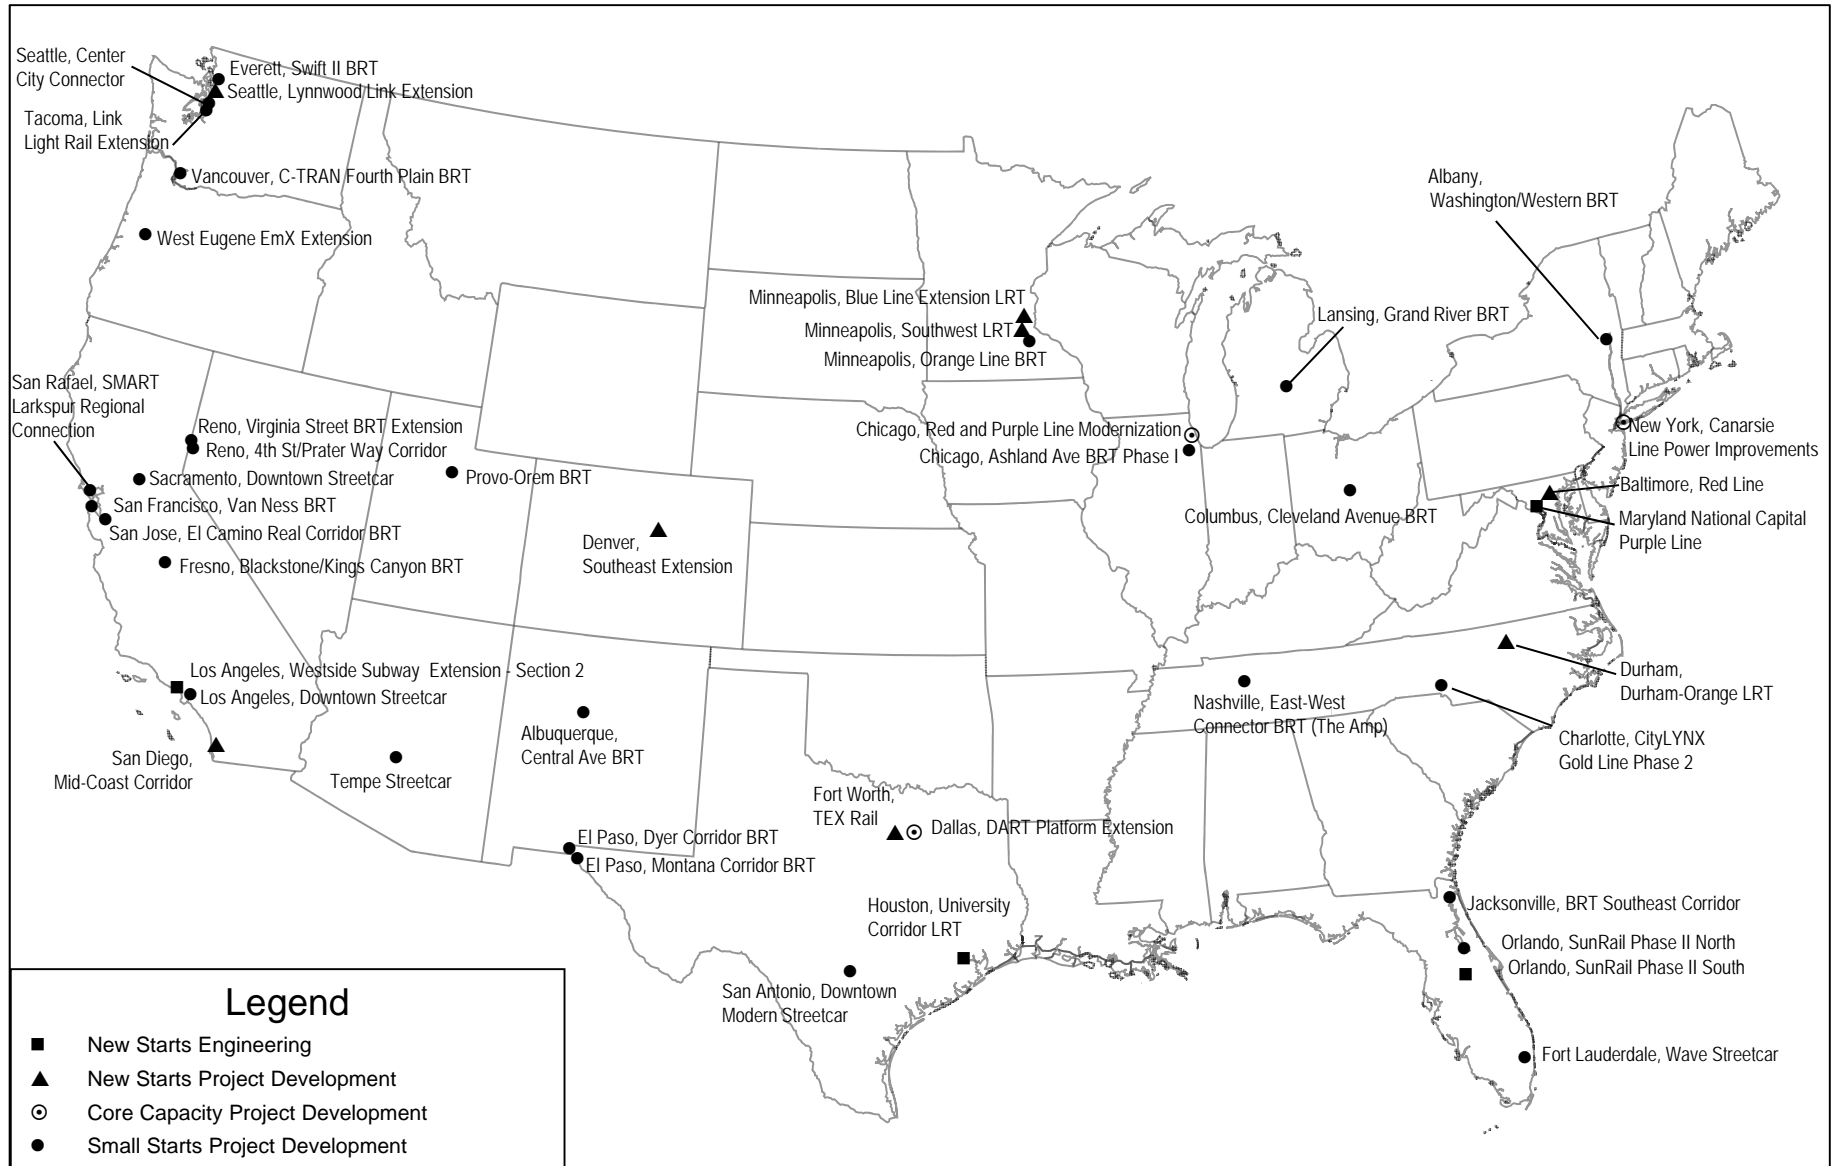 Seattle, Center
City Connector
Everett, Swift II BRT
Seattle, Lynnwood Link Extension
Tacoma, Link
Light Rail Extension
Vancouver, C-TRAN Fourth Plain BRT
West Eugene EmX Extension
Albany,
Washington/Western BRT
Minneapolis, Blue Line Extension LRT
Minneapolis, Southwest LRT
Minneapolis, Orange Line BRT
Lansing, Grand River BRT
San Rafael, SMART
Larkspur Regional
Connection
Reno, Virginia Street BRT Extension
Reno, 4th St/Prater Way Corridor
Sacramento, Downtown Streetcar
San Francisco, Van Ness BRT
San Jose, El Camino Real Corridor BRT
Fresno, Blackstone/Kings Canyon BRT
Provo-Orem BRT
Denver,
Southeast Extension
Chicago, Red and Purple Line Modernization
Chicago, Ashland Ave BRT Phase I
Columbus, Cleveland Avenue BRT
New York, Canarsie
Line Power Improvements
Baltimore, Red Line
Maryland National Capital
Purple Line
Los Angeles, Westside Subway  Extension - Section 2
Los Angeles, Downtown Streetcar
San Diego,
Mid-Coast Corridor
Tempe Streetcar
Albuquerque,
Central Ave BRT
El Paso, Dyer Corridor BRT
El Paso, Montana Corridor BRT
Fort Worth,
TEX Rail
Dallas, DART Platform Extension
Nashville, East-West
Connector BRT (The Amp)
Durham,
Durham-Orange LRT
Charlotte, CityLYNX
Gold Line Phase 2
Houston, University
Corridor LRT
San Antonio, Downtown
Modern Streetcar
Jacksonville, BRT Southeast Corridor
Orlando, SunRail Phase II North
Orlando, SunRail Phase II South
Fort Lauderdale, Wave Streetcar
Legend
New Starts Engineering
New Starts Project Development
Core Capacity Project Development
Small Starts Project Development